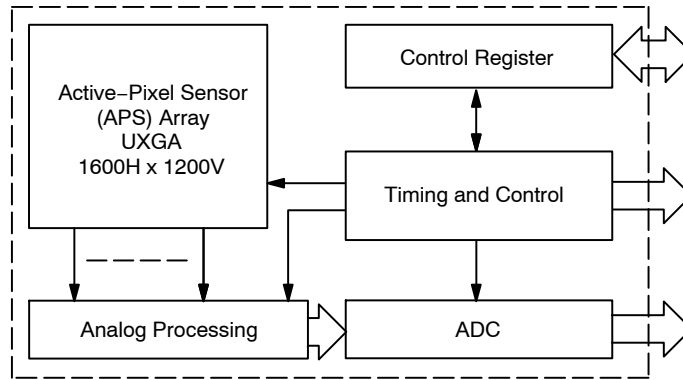 Active−Pixel Sensor
(APS) Array
UXGA
1600H x 1200V
Control Register
Timing and Control
Analog Processing
ADC